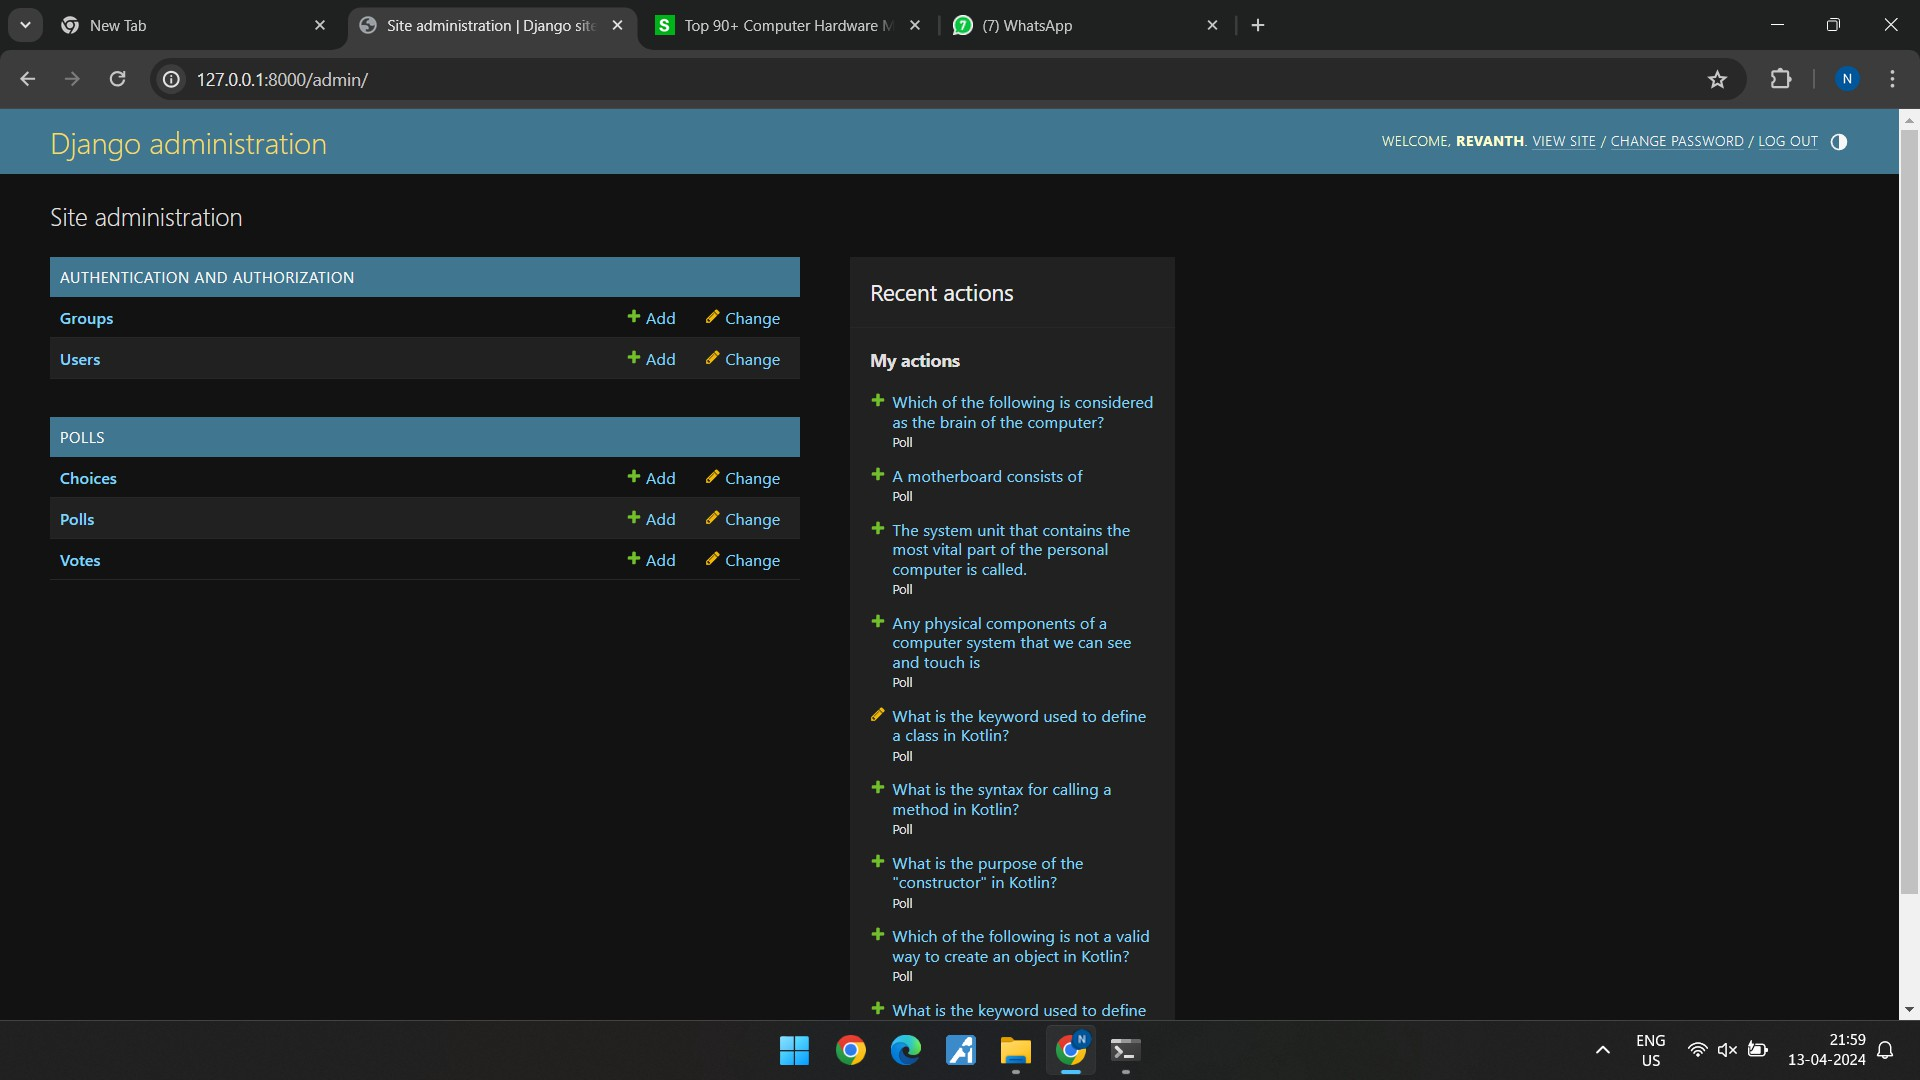 New Tab
Site administration | Django site
S Top 90+ Computer Hardware M
7 (7) WhatsApp
127.0.0.1:8000/admin/
N
Django administration
WELCOME, REVANTH. VIEW SITE / CHANGE PASSWORD / LOG OUT
Site administration
AUTHENTICATION AND AUTHORIZATION
Groups Add Change
Users Add Change
POLLS
Choices Add Change
Polls Add Change
Votes Add Change
Recent actions
My actions
Which of the following is considered
as the brain of the computer?
Poll
A motherboard consists of
Poll
The system unit that contains the
most vital part of the personal
computer is called.
Poll
Any physical components of a
computer system that we can see
and touch is
Poll
What is the keyword used to define
a class in Kotlin?
Poll
What is the syntax for calling a
method in Kotlin?
Poll
What is the purpose of the
"constructor" in Kotlin?
Poll
Which of the following is not a valid
way to create an object in Kotlin?
Poll
What is the keyword used to define
N
ENG
US
21:59
13-04-2024